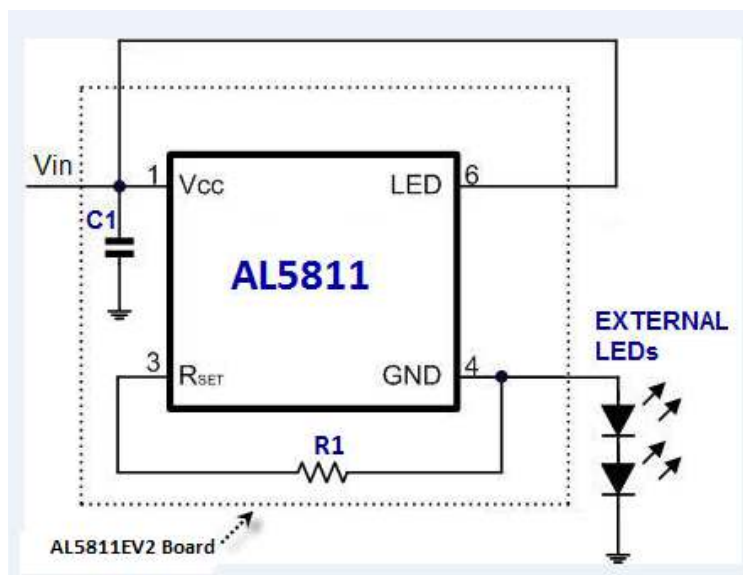 Vin
1
Vcc
LED
6
C1
AL5811
EXTERNAL
LEDs
3
RSET
GND
4
R1
AL5811EV2 Board